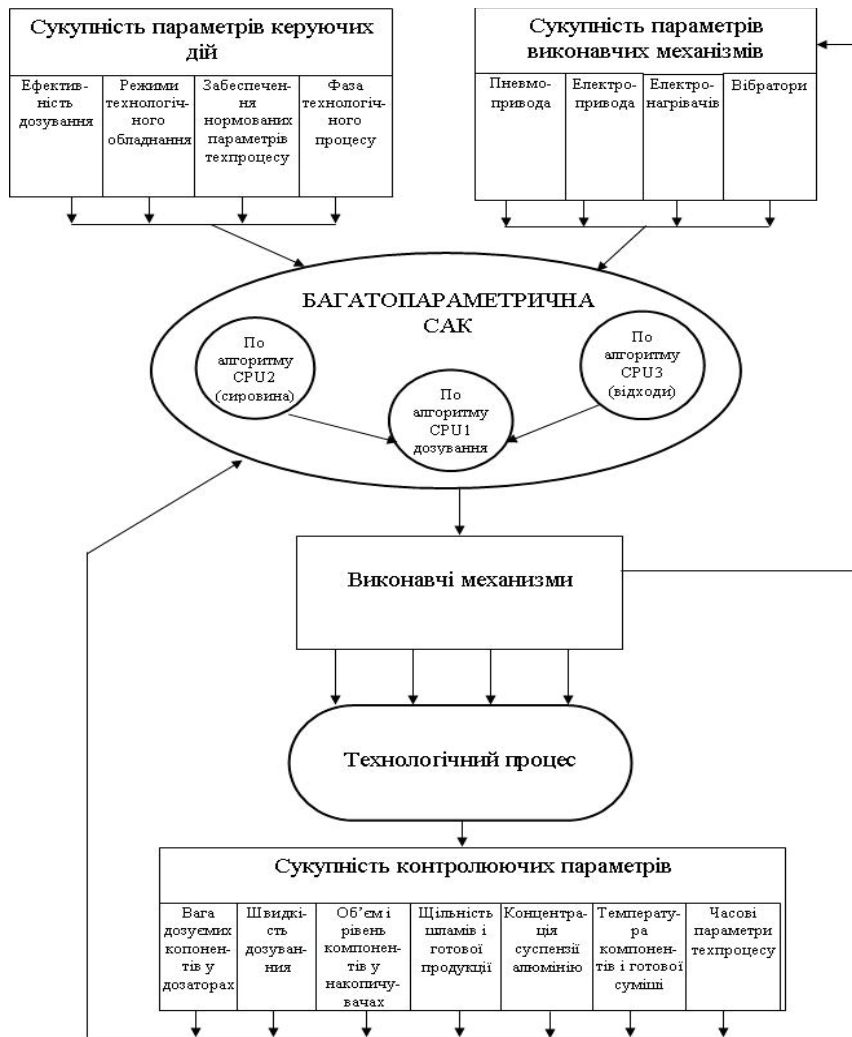 Сукупність параметрів керуючих
дій
Ефектив-
ність
дозування
Режими
технологіч-
ного
обладнання
Забеспечен-
ня
нормованих
параметрів
техпроцесу
Фаза
технологіч-
ного
процесу
Сукупність параметрів
виконавчих механізмів
Пневмо-
привода
Електро-
привода
Електро-
нагрівачів
Вібратори
БАГАТОПАРАМЕТРИЧНА
САК
По
алгоритму
CPU2
(сировина)
По
алгоритму
CPU1
дозування
По
алгоритму
CPU3
(відходи)
Виконавчі механізми
Технологічний процес
Сукупність контролюючих параметрів
Вага
дозуємих
копонен-
тів у
дозаторах
Швидкі-
сть
дозуван-
ння
Об’єм і
рівень
компонен-
тів у
накопичу-
вачах
Щільність
шламів і
готової
продукції
Концентра-
ція
суспензії
алюмінію
Температу-
ра
компонен-
тів і готової
суміші
Часові
параметри
техпроцесу